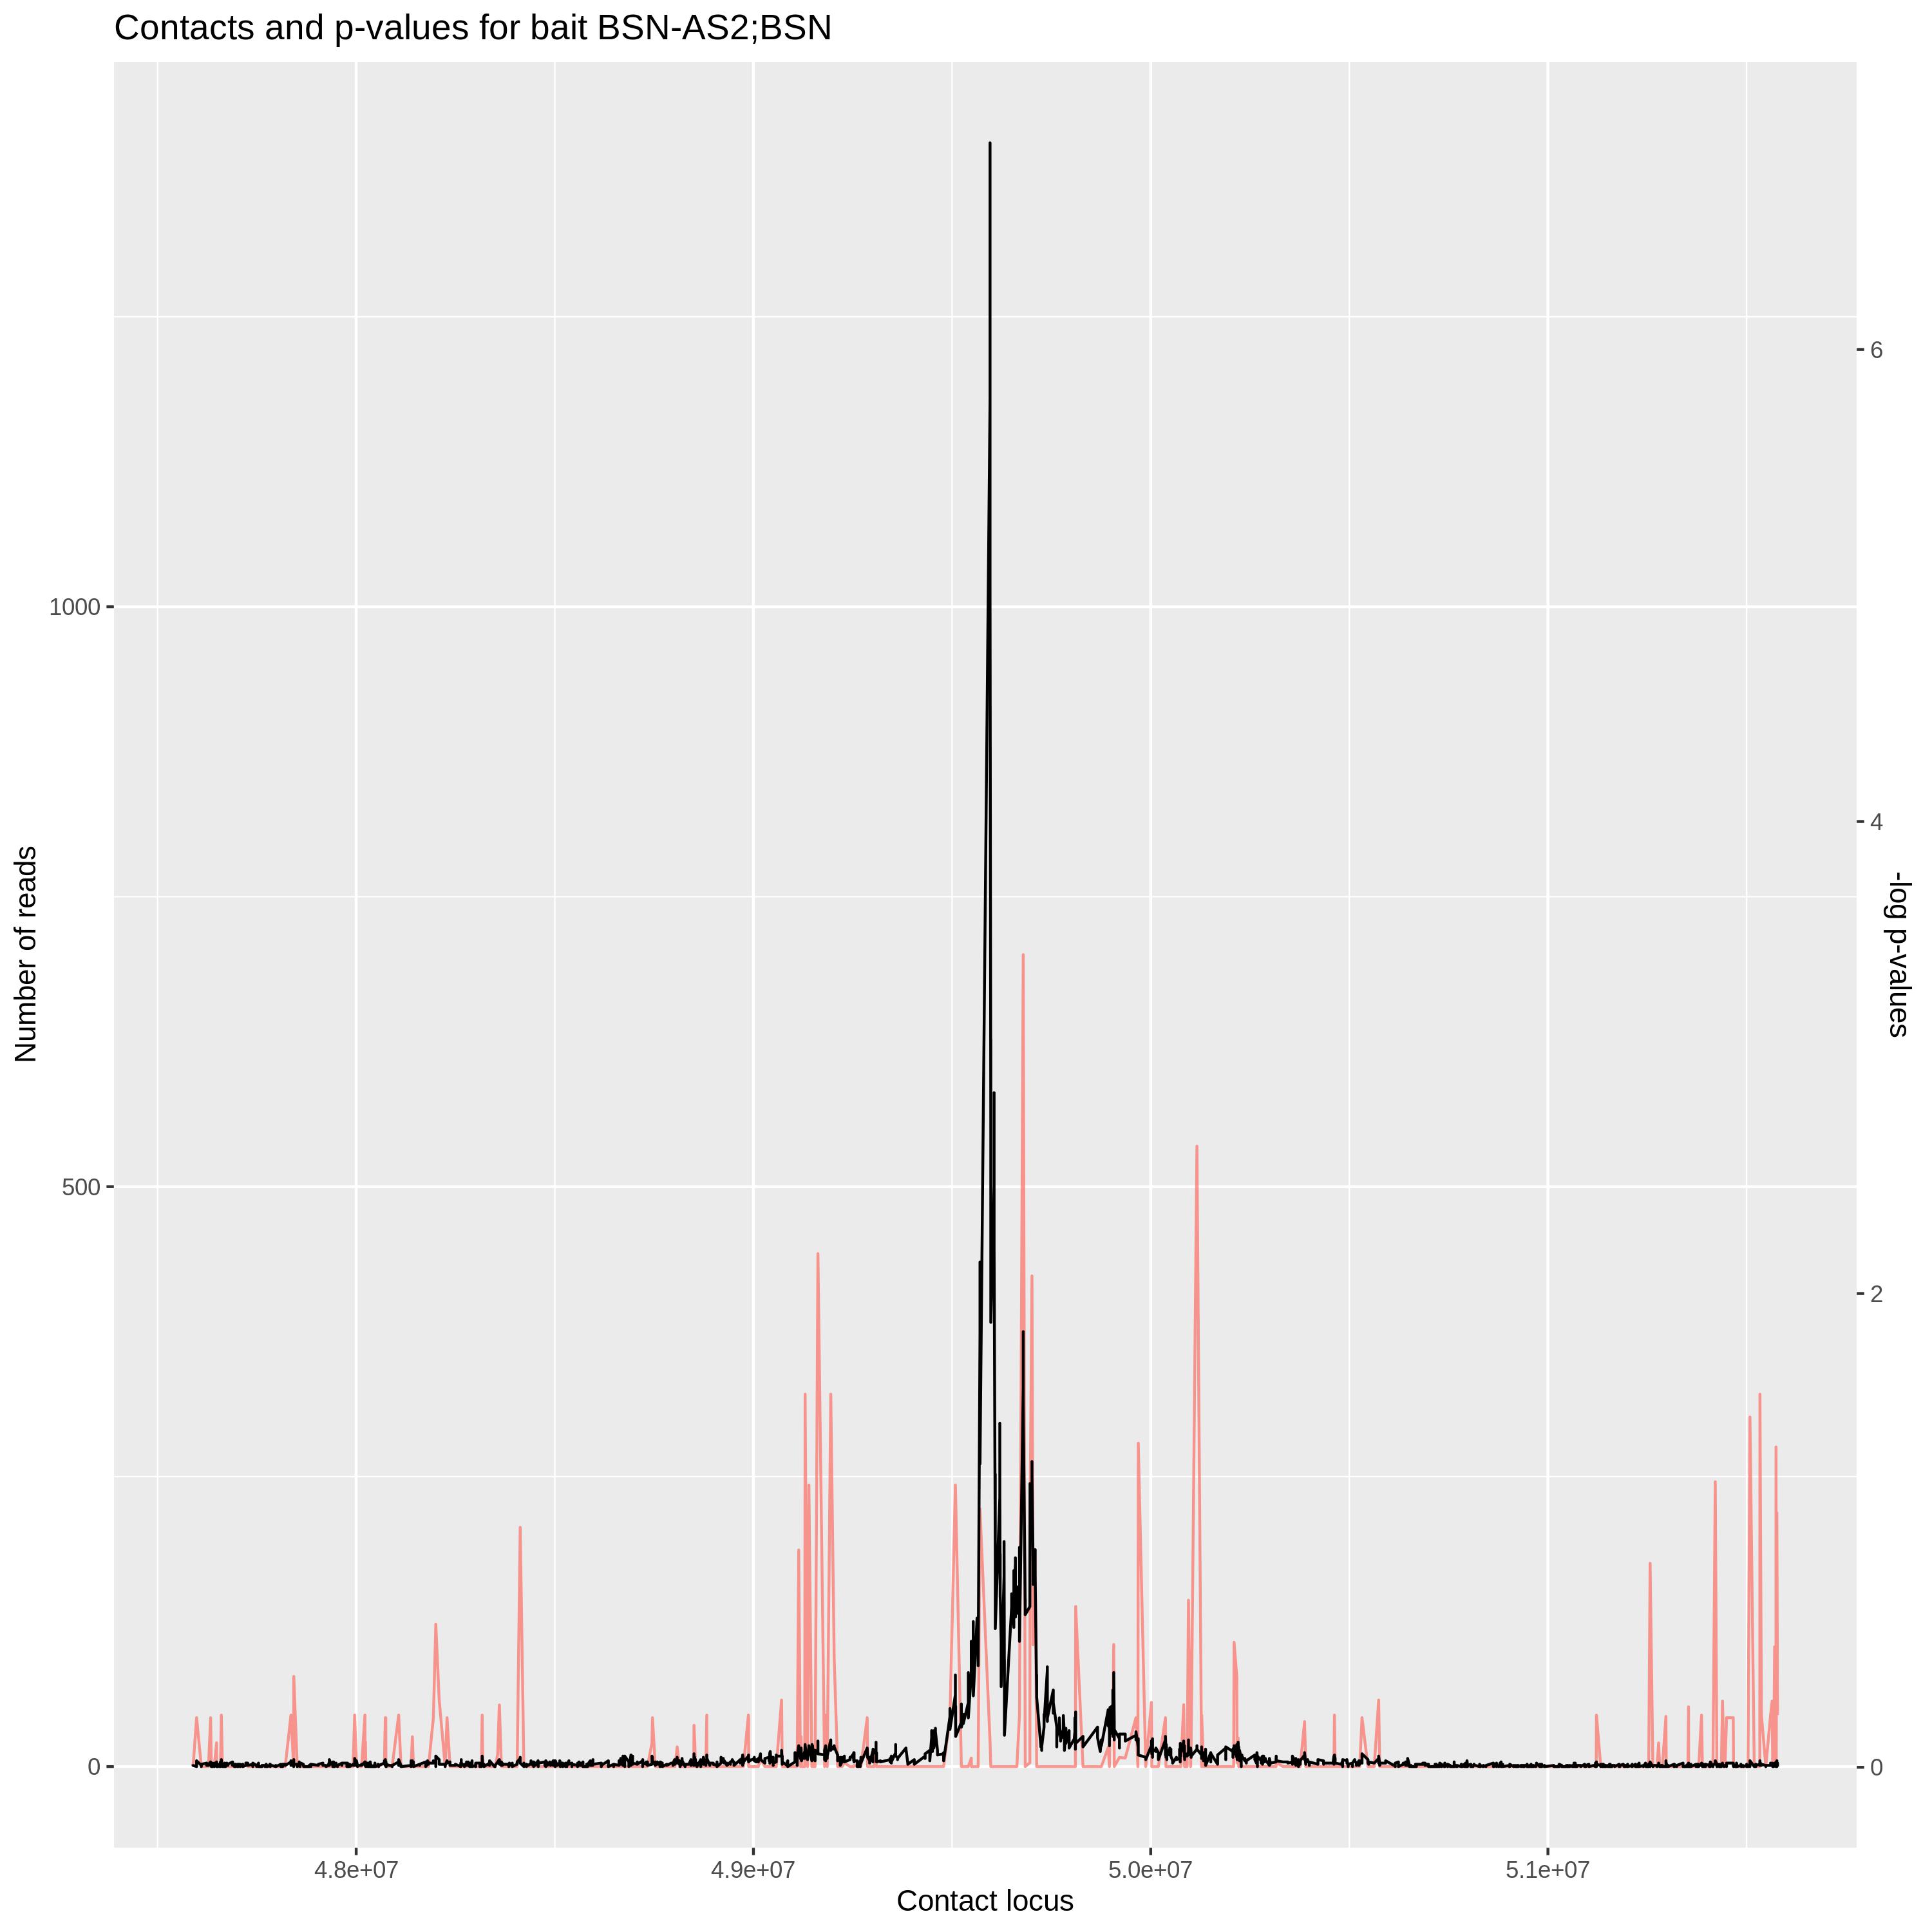 Contacts and p-values for bait BSN-AS2;BSN
Number of reads
1000
500
0
6
4
2
0
-log p-values
4.8e+07
4.9e+07
5.0e+07
5.1e+07
Contact locus